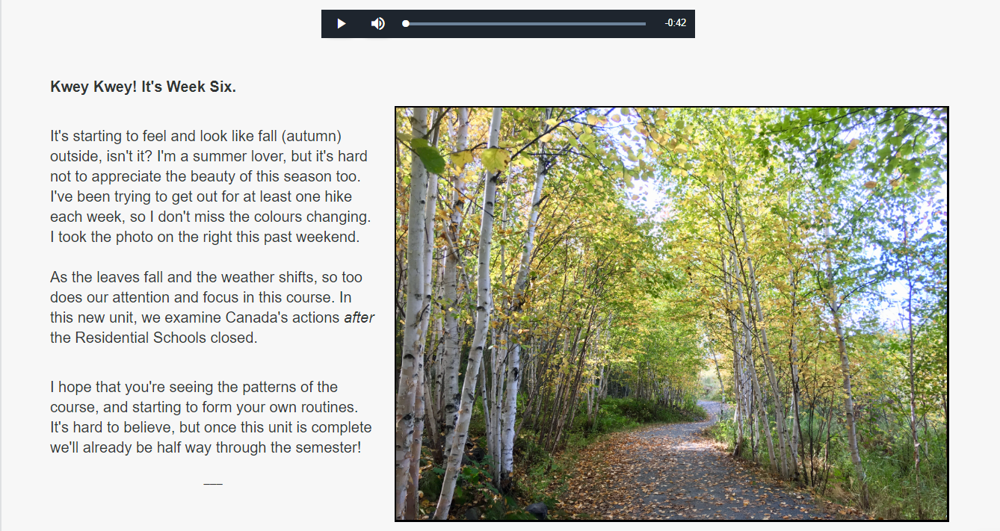 -0:42
Kwey Kwey! It's Week Six.
It's starting to feel and look like fall (autumn)
outside, isn't it? I'm a summer lover, but it's hard
not to appreciate the beauty of this season too.
I've been trying to get out for at least one hike
each week, so I don't miss the colours changing.
I took the photo on the right this past weekend.
As the leaves fall and the weather shifts, so too
does our attention and focus in this course. In
this new unit, we examine Canada's actions after
the Residential Schools closed.
I hope that you're seeing the patterns of the
course, and starting to form your own routines.
It's hard to believe, but once this unit is complete
we'll already be half way through the semester!
___